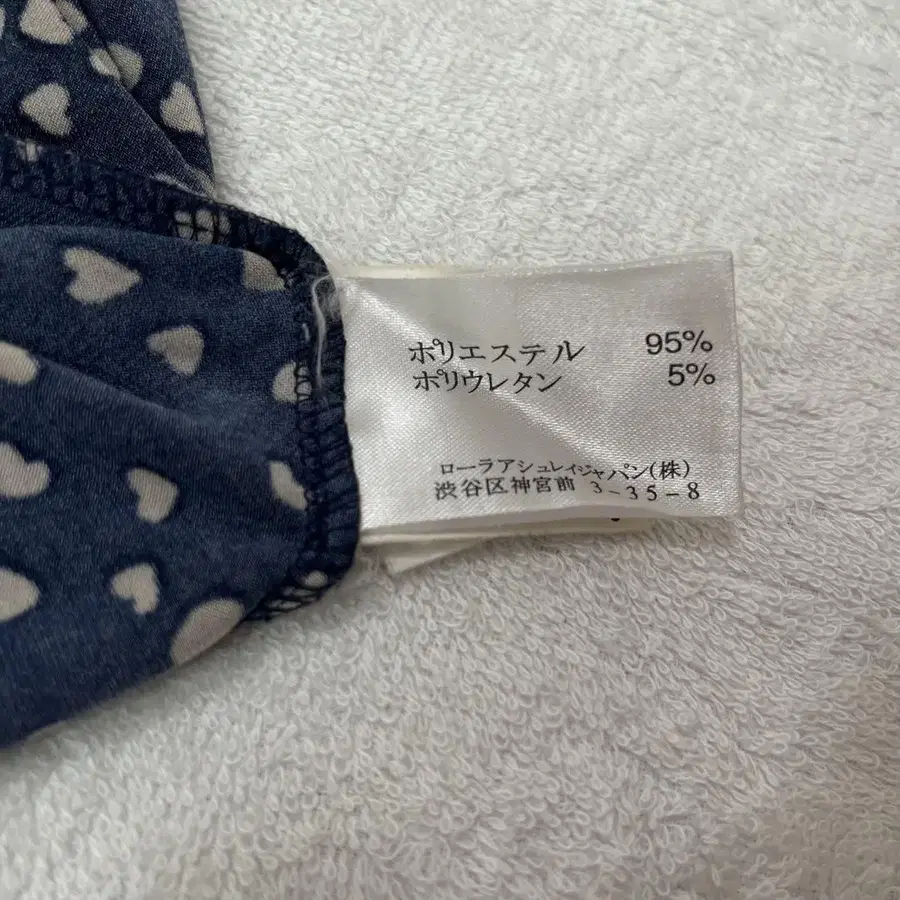 ポリエステル 95%
ポリウレタン 5%
ローラアシュレイジャパン(株)
渋谷区神宮前 3-35-8